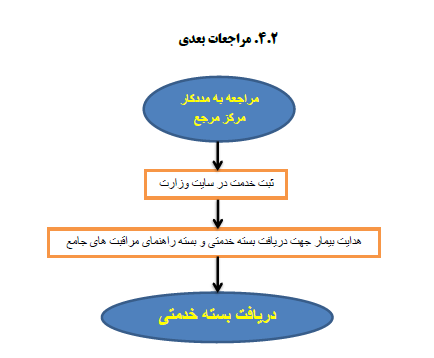 ۴.۲. مراجعات بعدی
مراجعه به مددکار
مرکز مرجع
ثبت خدمت در سایت وزارت
هدایت بیمار جهت دریافت بسته خدمتی و بسته راهنمای مراقبت های جامع
دریافت بسته خدمتی